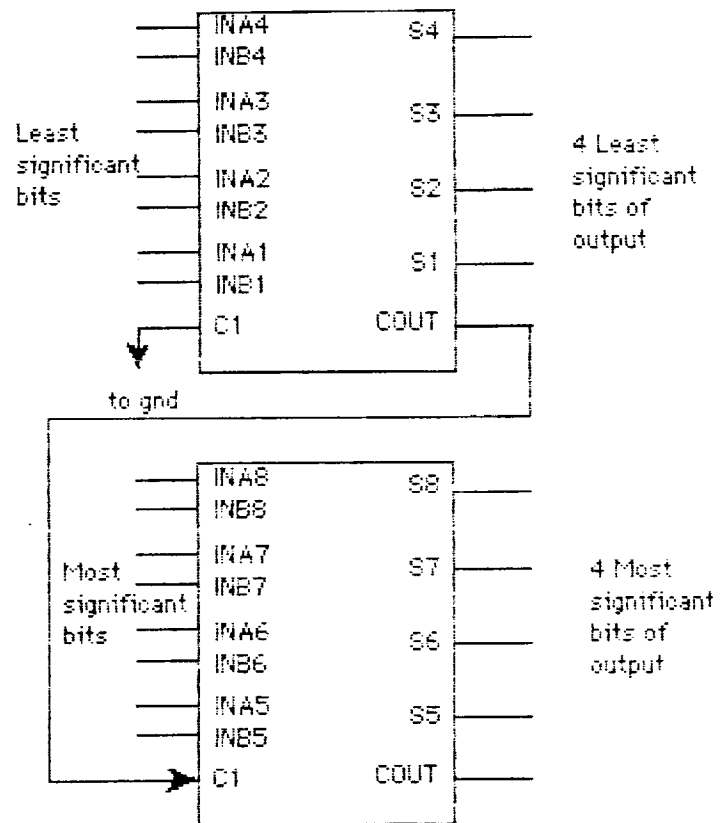 INA4
INB4
INA3
INB3
INA2
INB2
INA1
INB1
C1
S4
S3
S2
S1
COUT
Least
significant
bits
4 Least
significant
bits of
output
to gnd
INA8
INB8
INA7
INB7
INA6
INB6
INA5
INB5
C1
S8
S7
S6
S5
COUT
Most
significant
bits
4 Most
significant
bits of
output